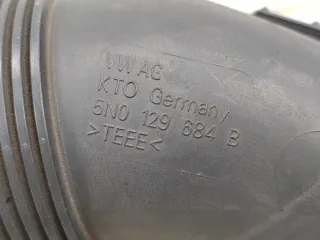 VW AG
KTO Germany
5N0 129 684 B
>TEEE<